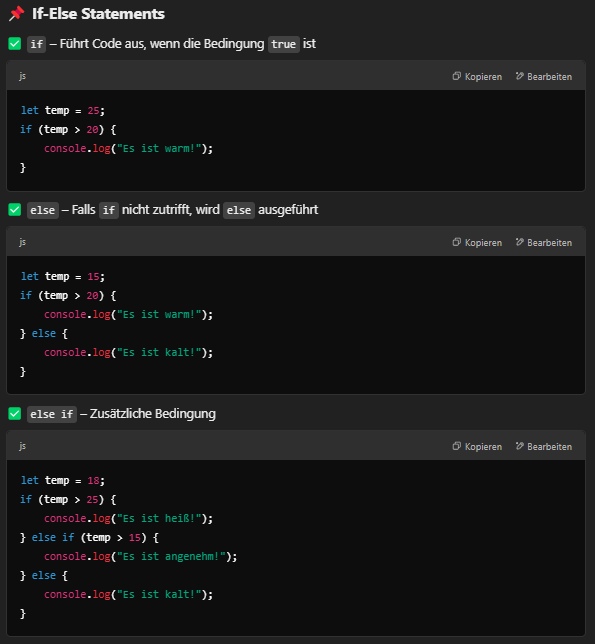 📌 If-Else Statements
✅ if – Führt Code aus, wenn die Bedingung true ist
js Kopieren Bearbeiten
let temp = 25;
if (temp > 20) {
    console.log("Es ist warm!");
}
✅ else – Falls if nicht zutrifft, wird else ausgeführt
js Kopieren Bearbeiten
let temp = 15;
if (temp > 20) {
    console.log("Es ist warm!");
} else {
    console.log("Es ist kalt!");
}
✅ else if – Zusätzliche Bedingung
js Kopieren Bearbeiten
let temp = 18;
if (temp > 25) {
    console.log("Es ist heiß!");
} else if (temp > 15) {
    console.log("Es ist angenehm!");
} else {
    console.log("Es ist kalt!");
}